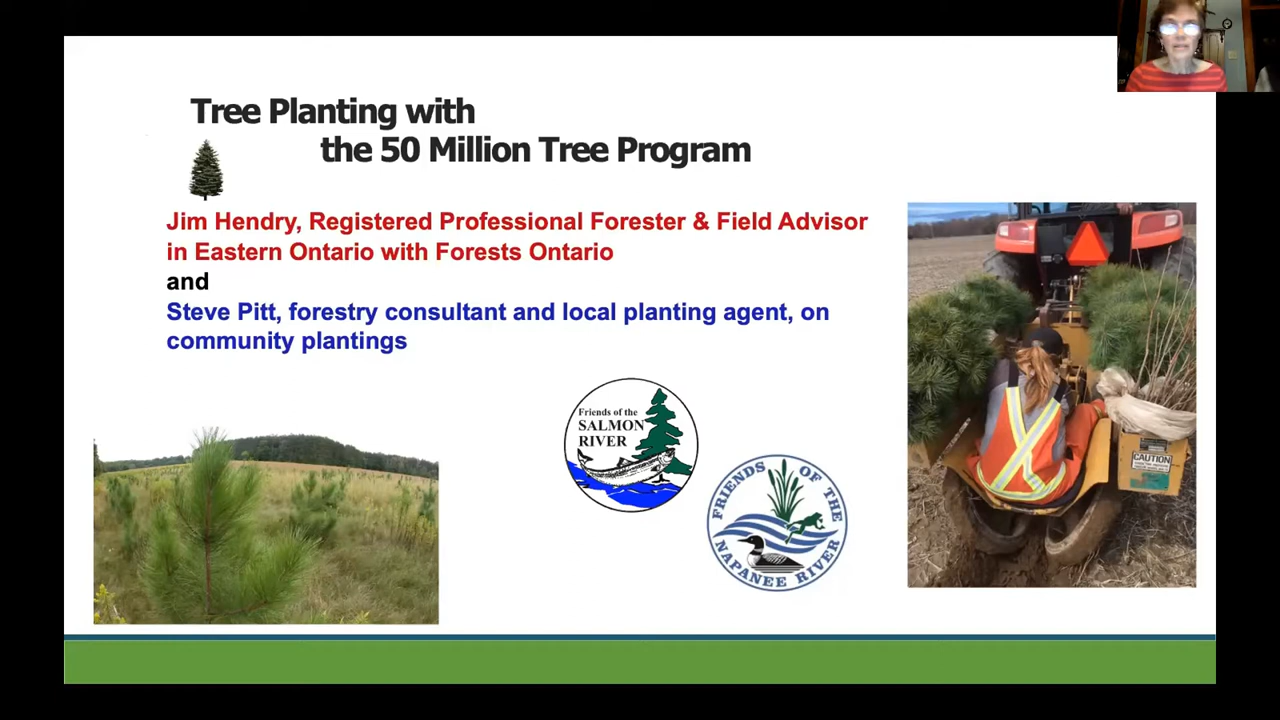 Tree Planting with
the 50 Million Tree Program
Jim Hendry, Registered Professional Forester & Field Advisor
in Eastern Ontario with Forests Ontario
and
Steve Pitt, forestry consultant and local planting agent, on
community plantings
Friends of the
SALMON
RIVER
FRIENDS OF THE
NAPANEE RIVER
CAUTION